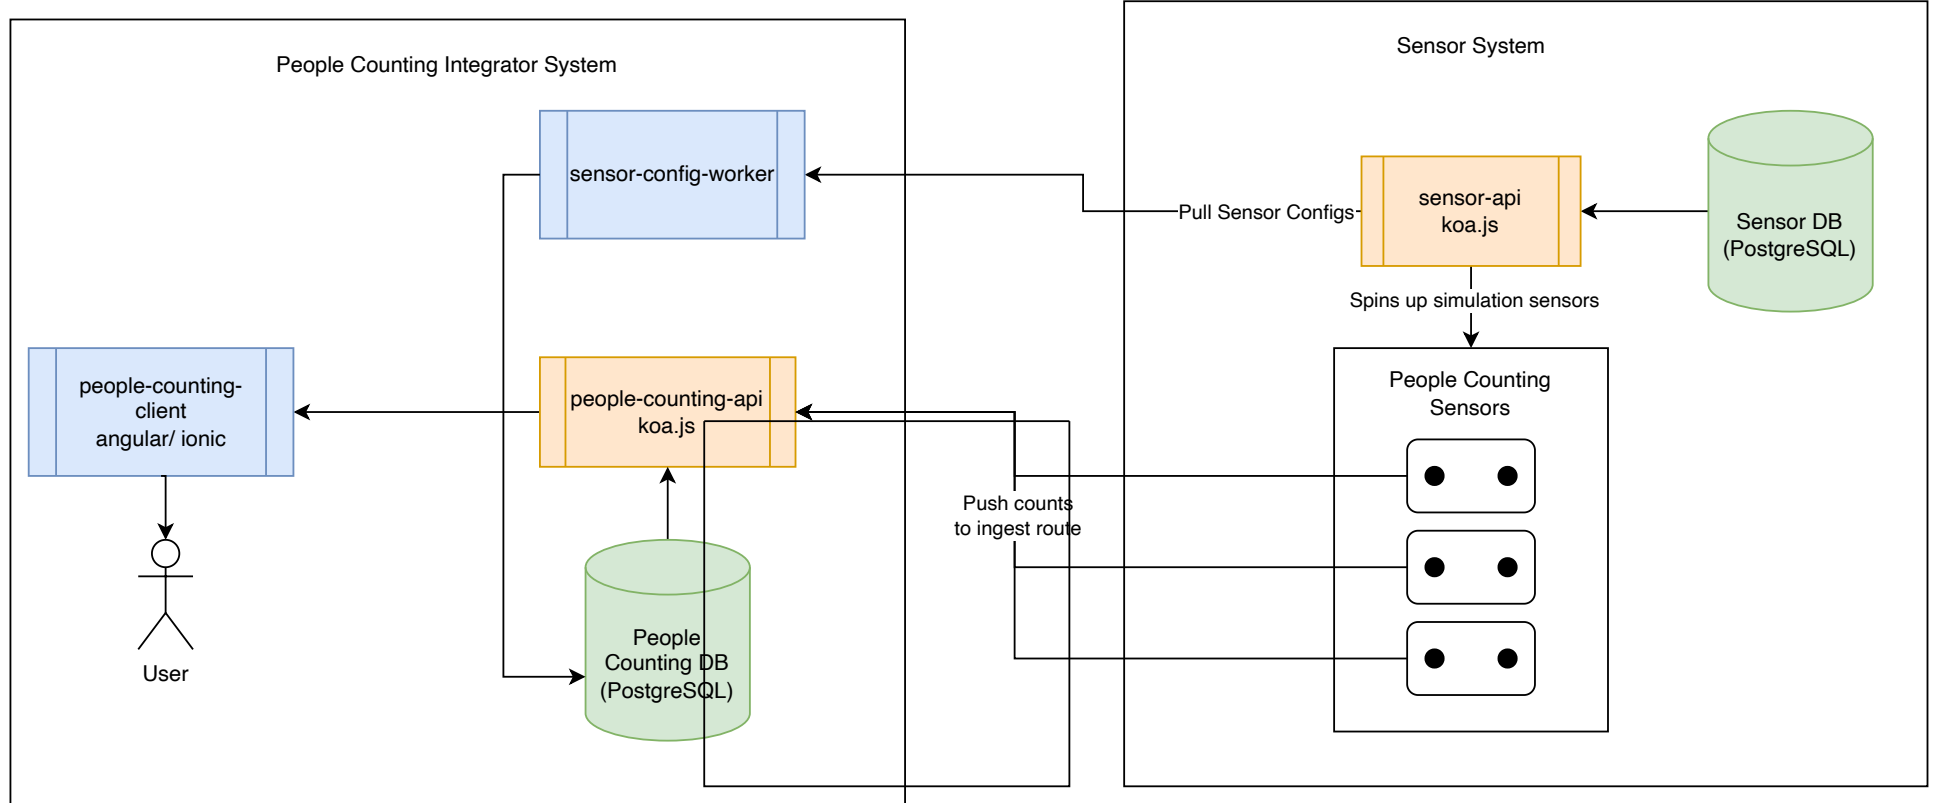 People Counting Integrator System
Sensor System
sensor-config-worker
Pull Sensor Configs
sensor-api
koa.js
Sensor DB
(PostgreSQL)
Spins up simulation sensors
people-counting-
client
angular/ ionic
people-counting-api
koa.js
People Counting
Sensors
Push counts
to ingest route
People
Counting DB
(PostgreSQL)
User